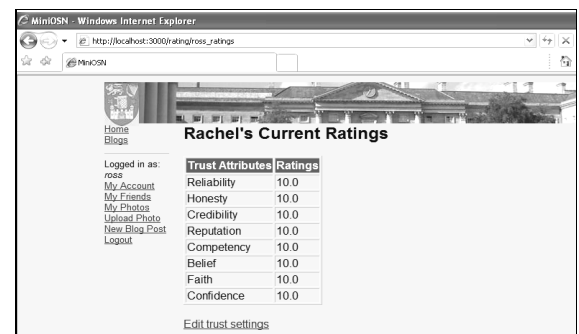 MiniOSN - Windows Internet Explorer
http://localhost:3000/rating/ross_ratings
MiniOSN
Home
Blogs
Logged in as:
ross
My Account
My Friends
My Photos
Upload Photo
New Blog Post
Logout
Rachel's Current Ratings
Trust Attributes Ratings
Reliability 10.0
Honesty 10.0
Credibility 10.0
Reputation 10.0
Competency 10.0
Belief 10.0
Faith 10.0
Confidence 10.0
Edit trust settings